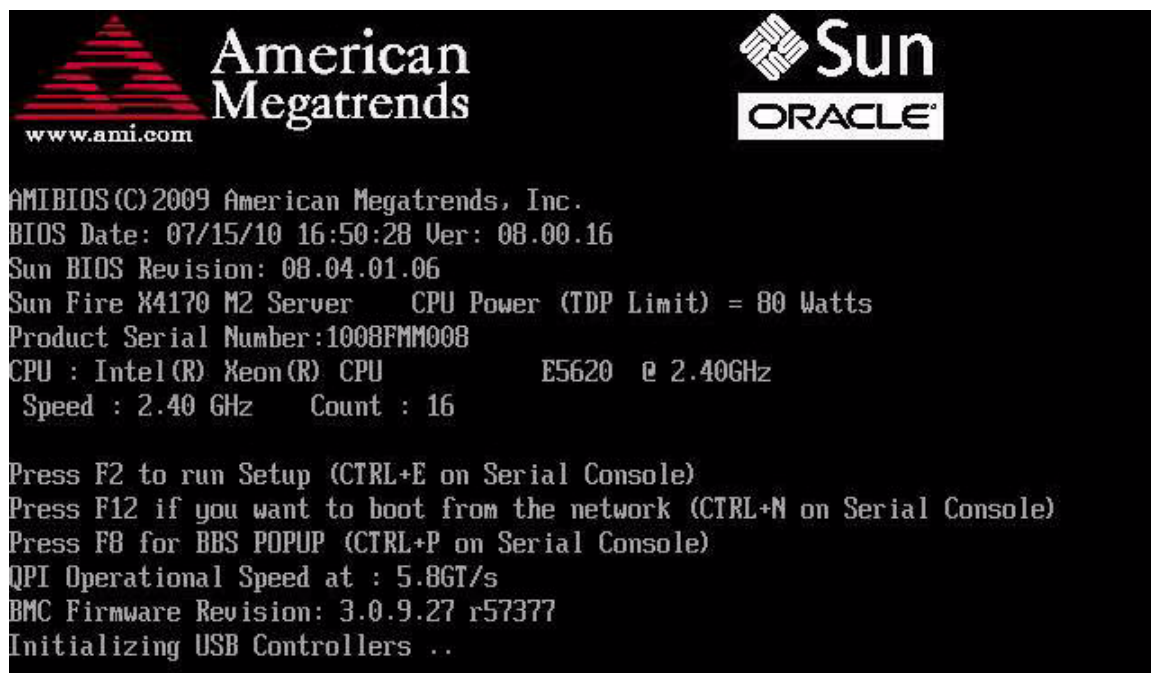 American
Megatrends
www.ami.com
Sun
ORACLE
AMIBIOS(C)2009 American Megatrends, Inc.
BIOS Date: 07/15/10 16:50:28 Ver: 08.00.16
Sun BIOS Revision: 08.04.01.06
Sun Fire X4170 M2 Server    CPU Power (TDP Limit) = 80 Watts
Product Serial Number:1008FMM008
CPU : Intel(R) Xeon(R) CPU           E5620  @ 2.40GHz
Speed : 2.40 GHz    Count : 16
Press F2 to run Setup (CTRL+E on Serial Console)
Press F12 if you want to boot from the network (CTRL+N on Serial Console)
Press F8 for BBS POPUP (CTRL+P on Serial Console)
QPI Operational Speed at : 5.8GT/s
BMC Firmware Revision: 3.0.9.27 r57377
Initializing USB Controllers ..